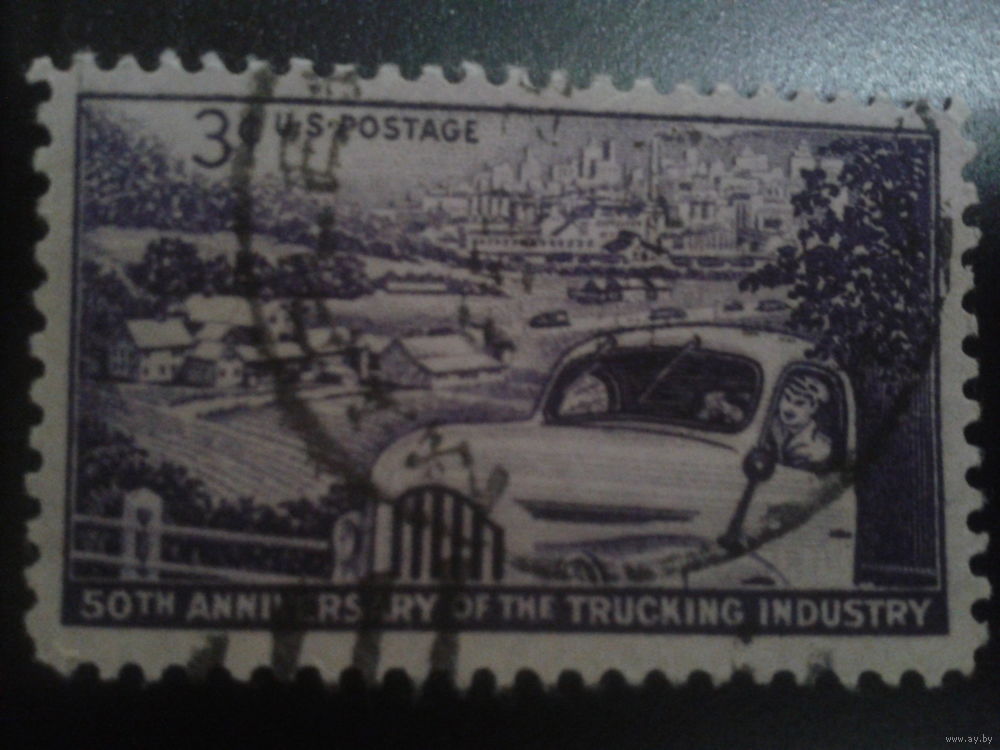 3¢ U.S. POSTAGE
50TH ANNIVERSARY OF THE TRUCKING INDUSTRY
www.ay.by